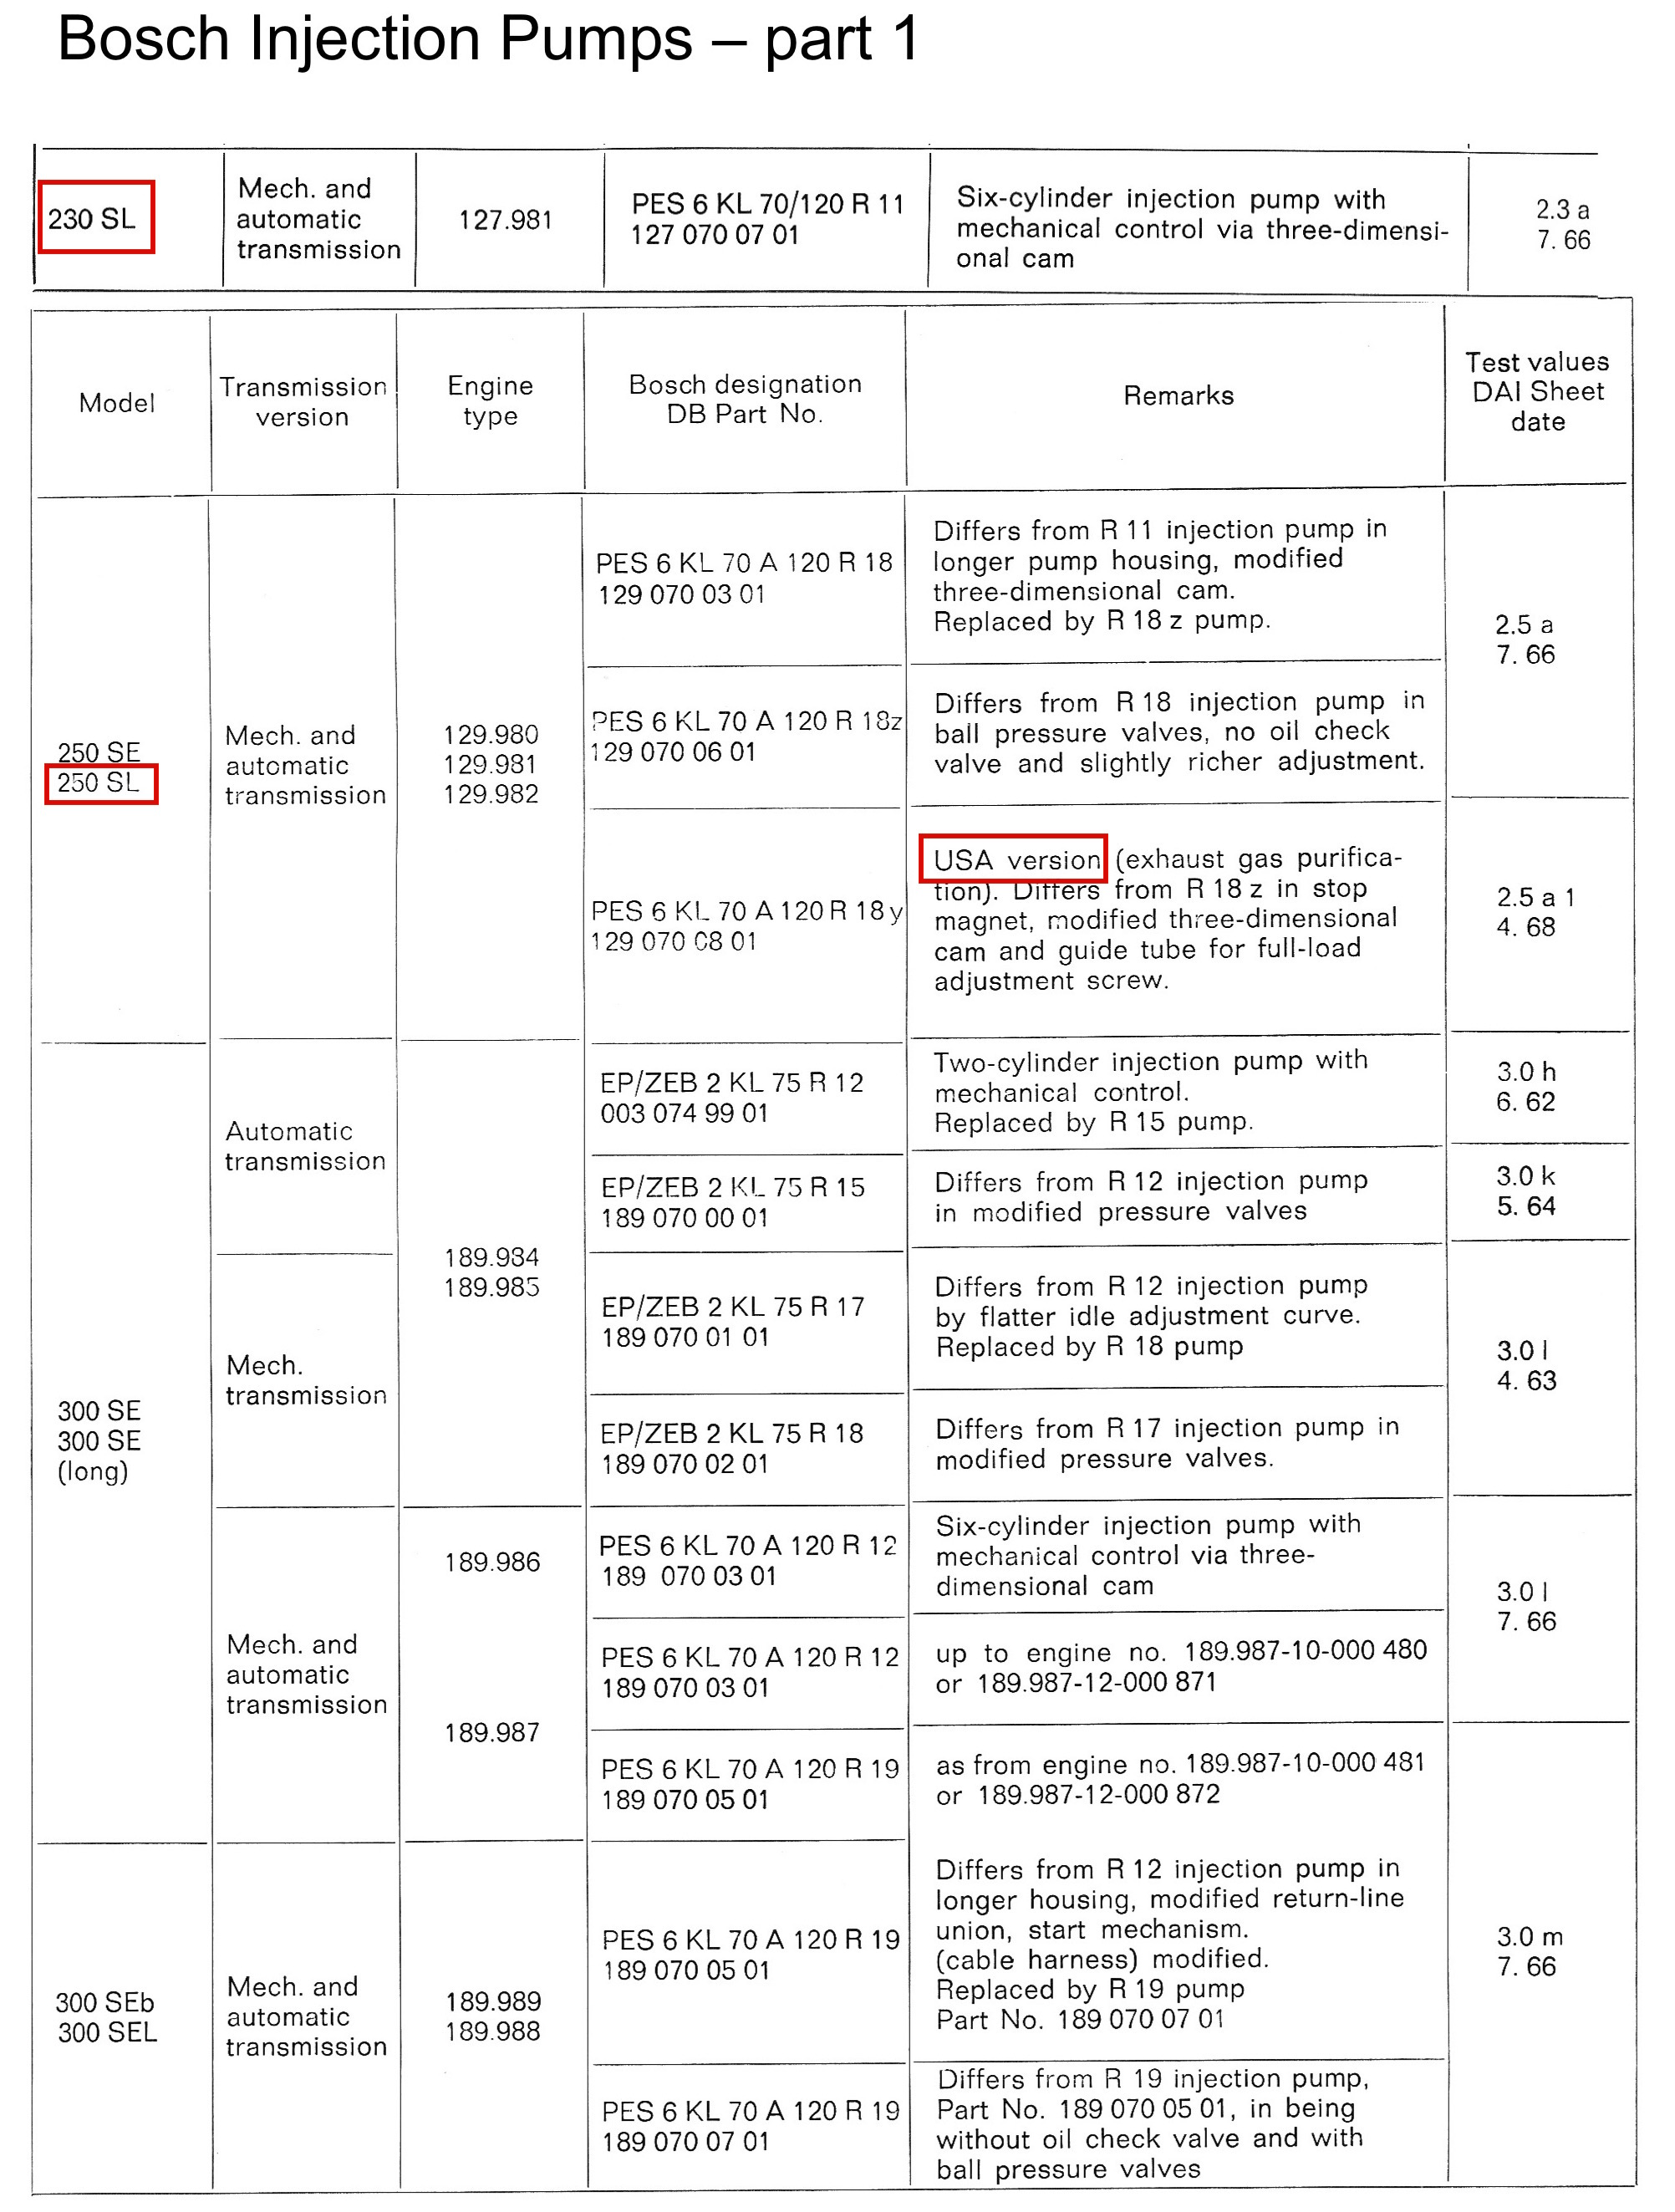 Bosch Injection Pumps – part 1
230 SL
Mech. and
automatic
transmission
127.981
PES 6 KL 70/120 R 11
127 070 07 01
Six-cylinder injection pump with
mechanical control via three-dimensi-
onal cam
2.3 a
7. 66
Model
Transmission
version
Engine
type
Bosch designation
DB Part No.
Remarks
Test values
DAI Sheet
date
250 SE
250 SL
Mech. and
automatic
transmission
129.980
129.981
129.982
PES 6 KL 70 A 120 R 18
129 070 03 01
Differs from R 11 injection pump in
longer pump housing, modified
three-dimensional cam.
Replaced by R 18 z pump.
2.5 a
7. 66
PES 6 KL 70 A 120 R 18z
129 070 06 01
Differs from R 18 injection pump in
ball pressure valves, no oil check
valve and slightly richer adjustment.
PES 6 KL 70 A 120 R 18y
129 070 08 01
USA version (exhaust gas purifica-
tion). Differs from R 18 z in stop
magnet, modified three-dimensional
cam and guide tube for full-load
adjustment screw.
2.5 a 1
4. 68
300 SE
300 SE
(long)
Automatic
transmission
189.984
189.985
EP/ZEB 2 KL 75 R 12
003 074 99 01
Two-cylinder injection pump with
mechanical control.
Replaced by R 15 pump.
3.0 h
6. 62
EP/ZEB 2 KL 75 R 15
189 070 00 01
Differs from R 12 injection pump
in modified pressure valves
3.0 k
5. 64
Mech.
transmission
EP/ZEB 2 KL 75 R 17
189 070 01 01
Differs from R 12 injection pump
by flatter idle adjustment curve.
Replaced by R 18 pump
3.0 l
4. 63
EP/ZEB 2 KL 75 R 18
189 070 02 01
Differs from R 17 injection pump in
modified pressure valves.
Mech. and
automatic
transmission
189.986
PES 6 KL 70 A 120 R 12
189 070 03 01
Six-cylinder injection pump with
mechanical control via three-
dimensional cam
3.0 l
7. 66
189.987
PES 6 KL 70 A 120 R 12
189 070 03 01
up to engine no. 189.987-10-000 480
or 189.987-12-000 871
PES 6 KL 70 A 120 R 19
189 070 05 01
as from engine no. 189.987-10-000 481
or 189.987-12-000 872
300 SEb
300 SEL
Mech. and
automatic
transmission
189.989
189.988
PES 6 KL 70 A 120 R 19
189 070 05 01
Differs from R 12 injection pump in
longer housing, modified return-line
union, start mechanism.
(cable harness) modified.
Replaced by R 19 pump
Part No. 189 070 07 01
3.0 m
7. 66
PES 6 KL 70 A 120 R 19
189 070 07 01
Differs from R 19 injection pump,
Part No. 189 070 05 01, in being
without oil check valve and with
ball pressure valves